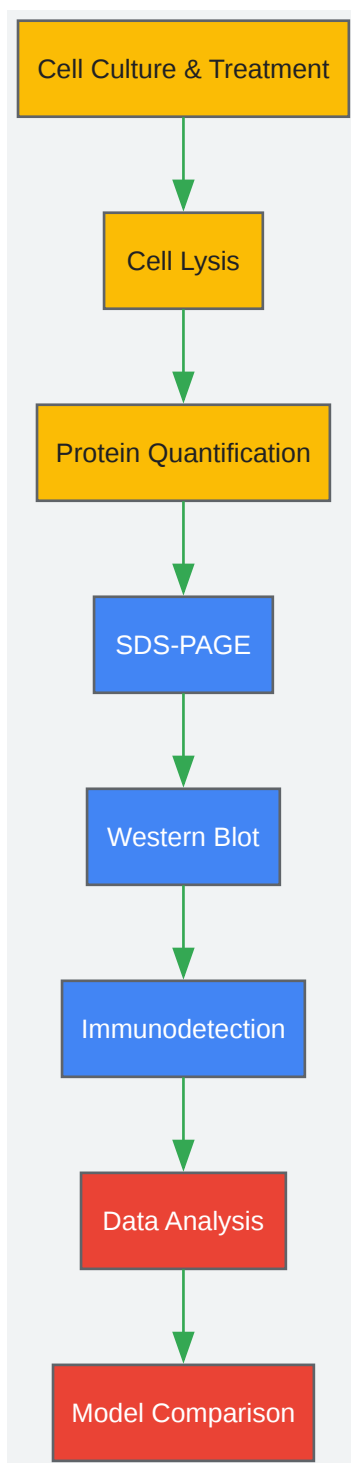 Cell Culture & Treatment
Cell Lysis
Protein Quantification
SDS-PAGE
Western Blot
Immunodetection
Data Analysis
Model Comparison